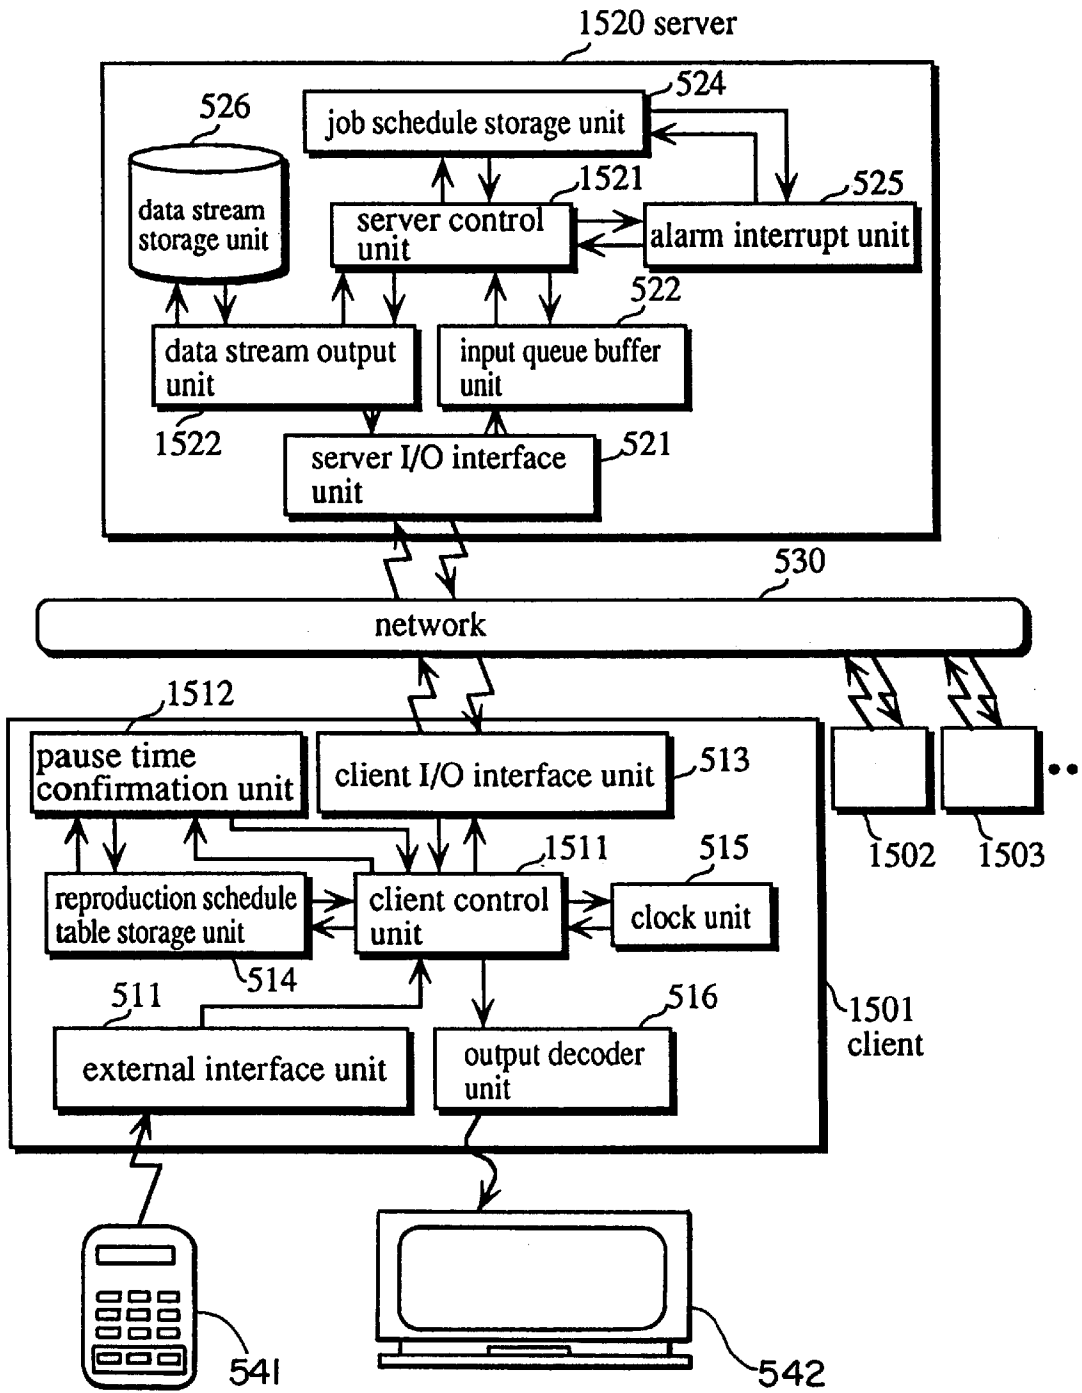 1520 server
524
job schedule storage unit
526
data stream
storage unit
1521
server control
unit
525
alarm interrupt unit
522
data stream output
unit
input queue buffer
unit
1522
server I/O interface
unit
521
530
network
1512
pause time
confirmation unit
client I/O interface unit
513
1502
1503
1511
515
reproduction schedule
table storage unit
client control
unit
clock unit
514
511
516
1501
client
external interface unit
output decoder
unit
541
542